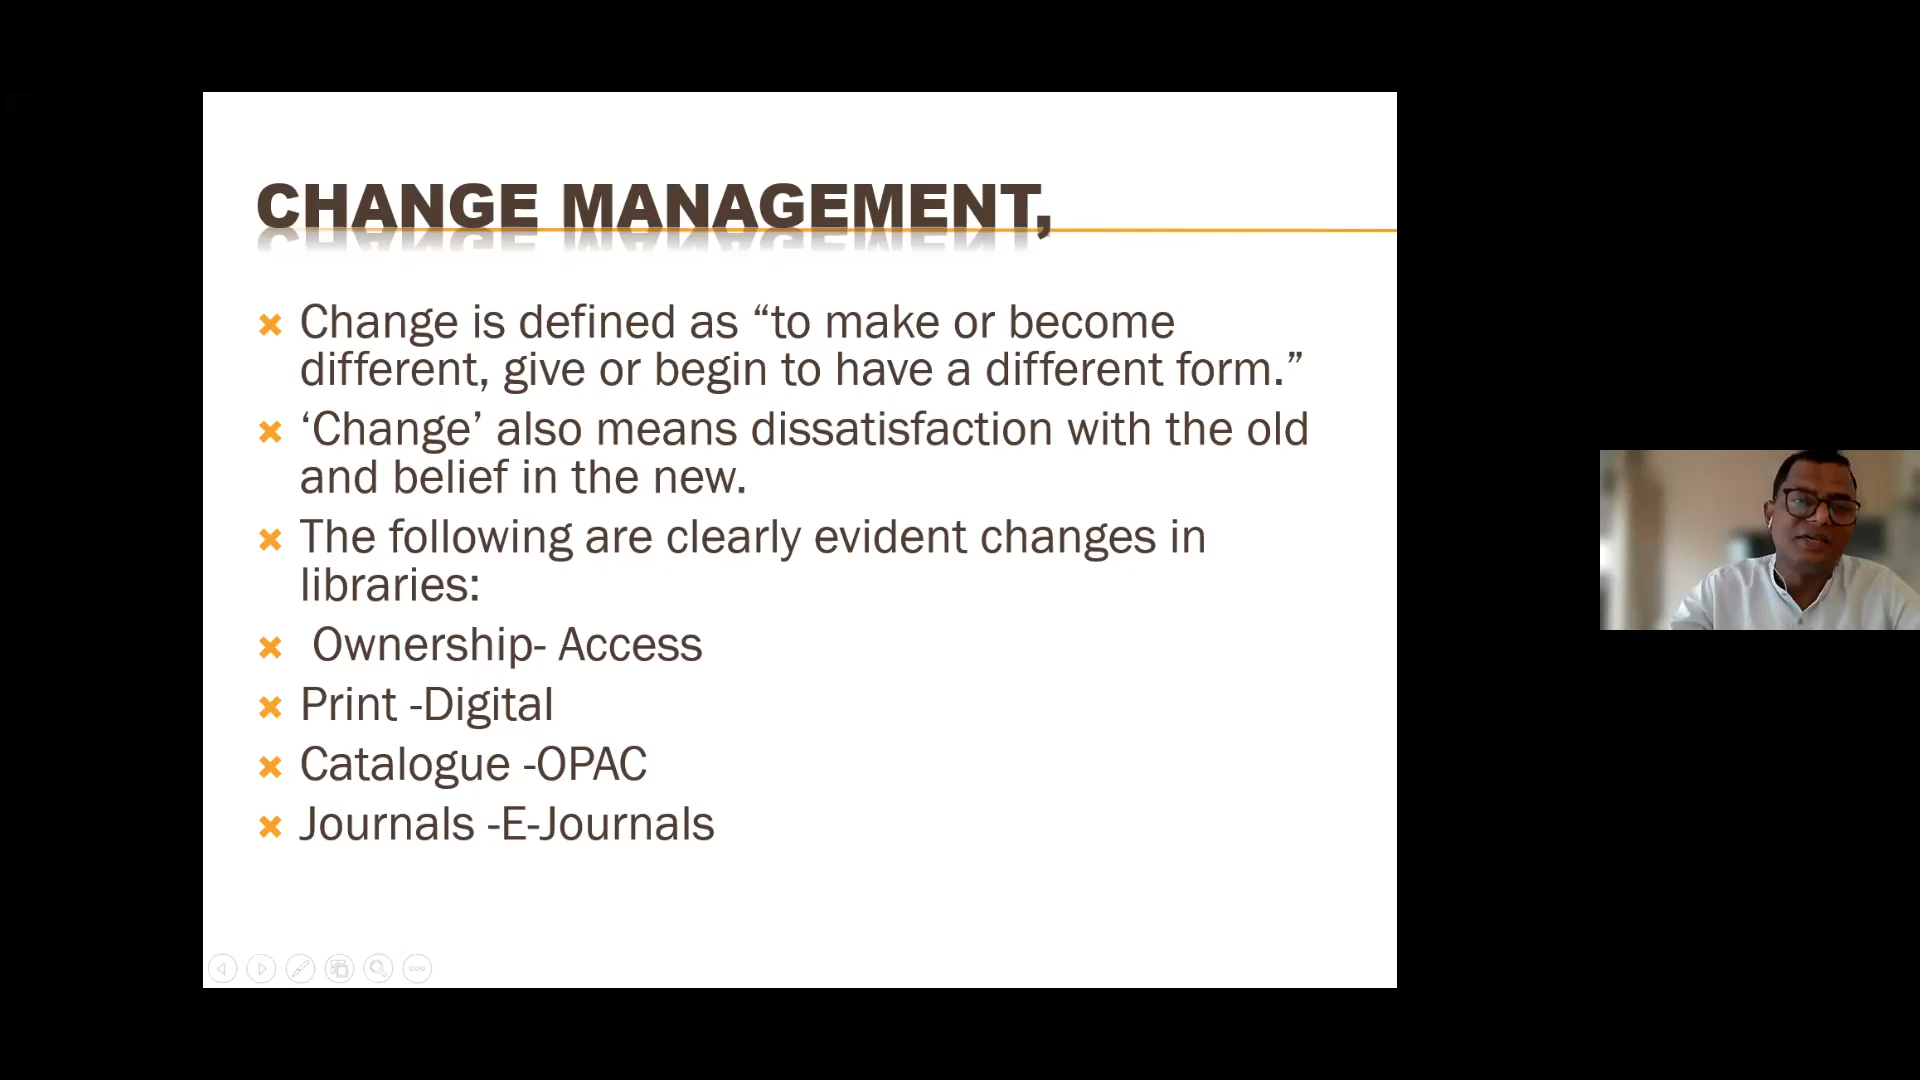 CHANGE MANAGEMENT,
Change is defined as “to make or become
different, give or begin to have a different form.”
‘Change’ also means dissatisfaction with the old
and belief in the new.
The following are clearly evident changes in
libraries:
Ownership- Access
Print -Digital
Catalogue -OPAC
Journals -E-Journals